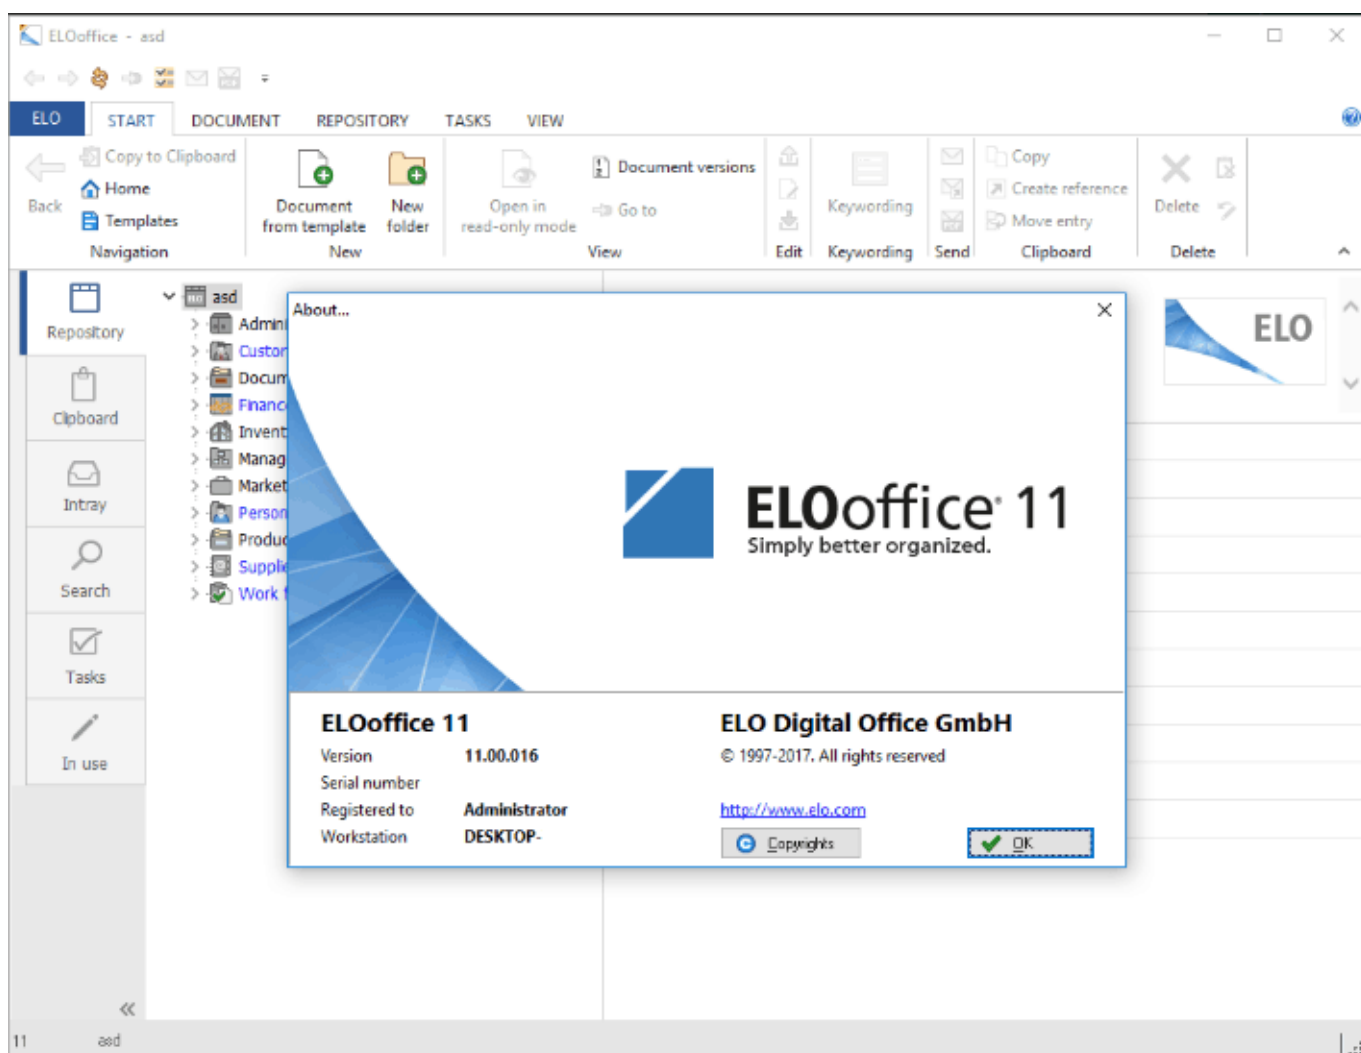 ELOoffice - asd
ELO START DOCUMENT REPOSITORY TASKS VIEW
Back
Copy to Clipboard
Home
Templates
Navigation
Document
from template
New
folder
New
Open in
read-only mode
Document versions
Go to
View
Edit
Keywording
Keywording
Send
Copy
Create reference
Move entry
Clipboard
Delete
Delete
Repository
Clipboard
Intray
Search
Tasks
In use
asd
Admini
Custor
Docum
Financ
Invent
Manag
Market
Person
Produc
Supplie
Work f
ELO
About...
ELOoffice 11
Simply better organized.
ELOoffice 11
Version 11.00.016
Serial number
Registered to Administrator
Workstation DESKTOP-
ELO Digital Office GmbH
© 1997-2017. All rights reserved
http://www.elo.com
Copyrights
OK
11 asd